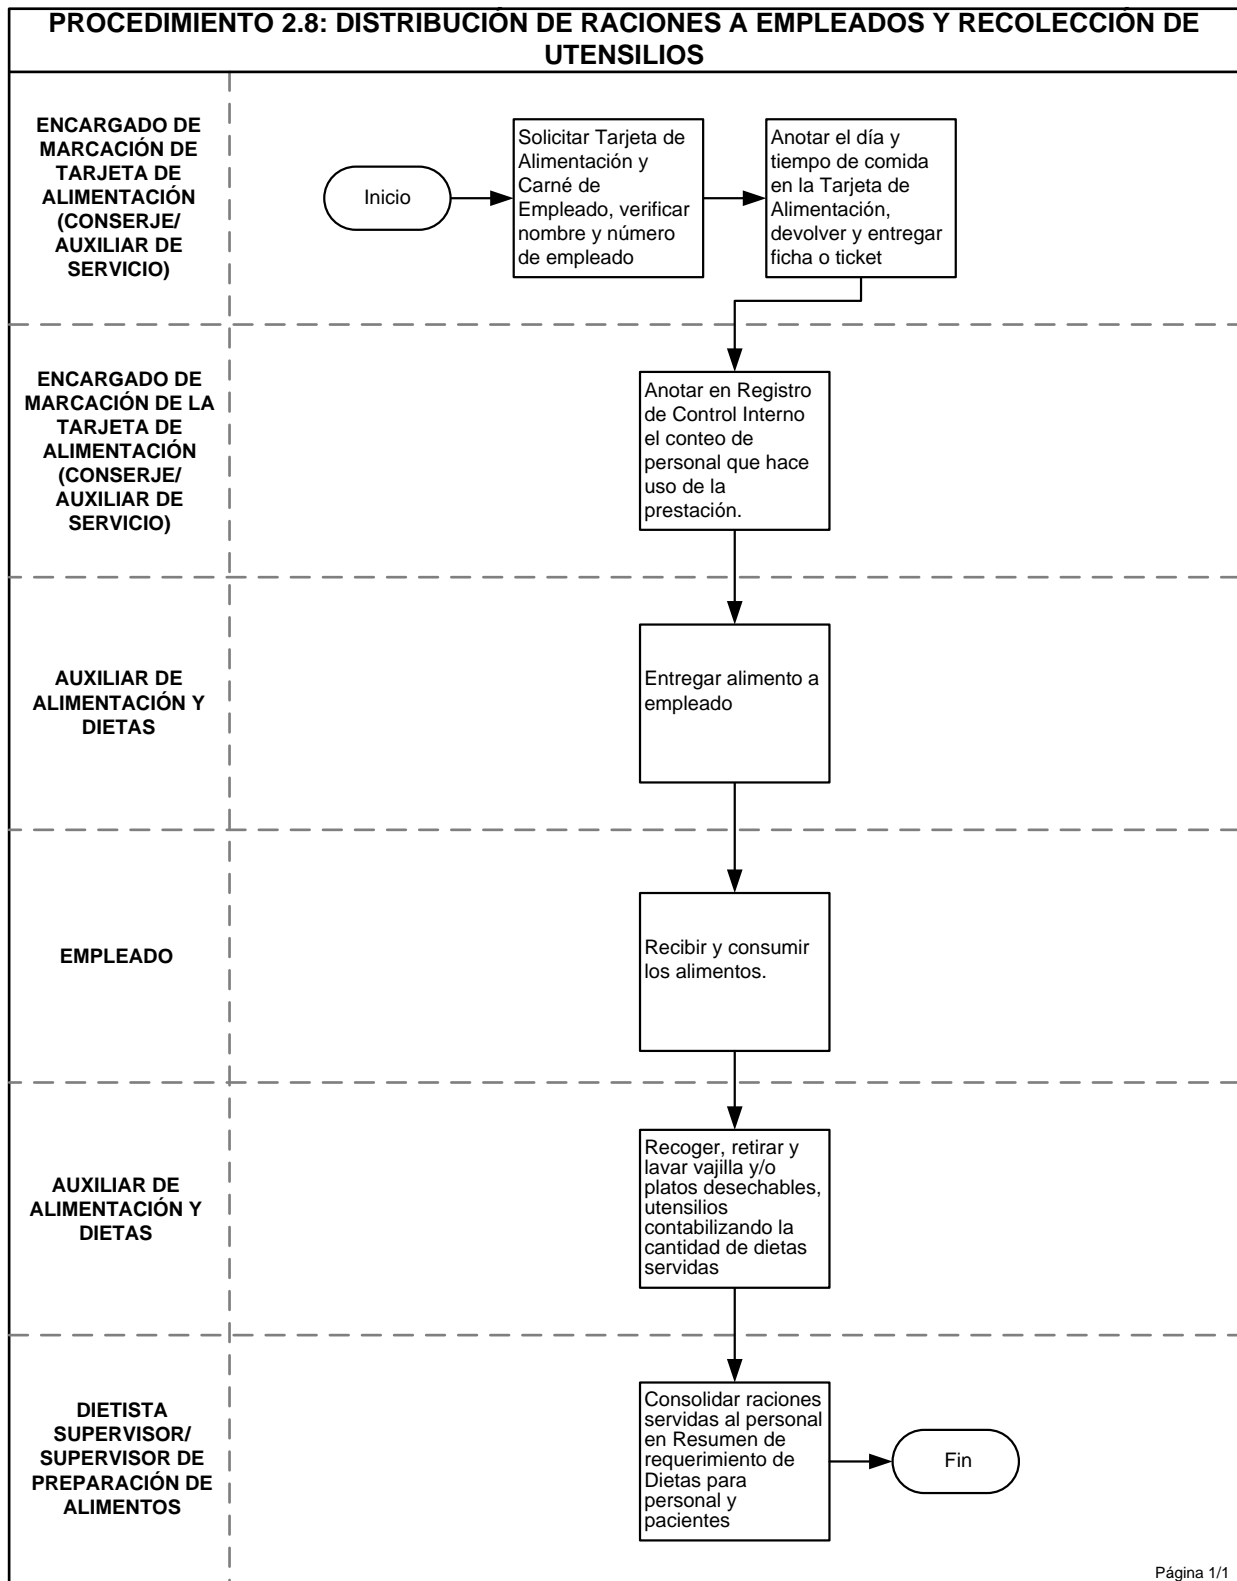 PROCEDIMIENTO 2.8: DISTRIBUCIÓN DE RACIONES A EMPLEADOS Y RECOLECCIÓN DE
UTENSILIOS
ENCARGADO DE
MARCACIÓN DE
TARJETA DE
ALIMENTACIÓN
(CONSERJE/
AUXILIAR DE
SERVICIO)
Inicio
Solicitar Tarjeta de
Alimentación y
Carné de
Empleado, verificar
nombre y número
de empleado
Anotar el día y
tiempo de comida
en la Tarjeta de
Alimentación,
devolver y entregar
ficha o ticket
ENCARGADO DE
MARCACIÓN DE LA
TARJETA DE
ALIMENTACIÓN
(CONSERJE/
AUXILIAR DE
SERVICIO)
Anotar en Registro
de Control Interno
el conteo de
personal que hace
uso de la
prestación.
AUXILIAR DE
ALIMENTACIÓN Y
DIETAS
Entregar alimento a
empleado
EMPLEADO
Recibir y consumir
los alimentos.
AUXILIAR DE
ALIMENTACIÓN Y
DIETAS
Recoger, retirar y
lavar vajilla y/o
platos desechables,
utensilios
contabilizando la
cantidad de dietas
servidas
DIETISTA
SUPERVISOR/
SUPERVISOR DE
PREPARACIÓN DE
ALIMENTOS
Consolidar raciones
servidas al personal
en Resumen de
requerimiento de
Dietas para
personal y
pacientes
Fin
Página 1/1